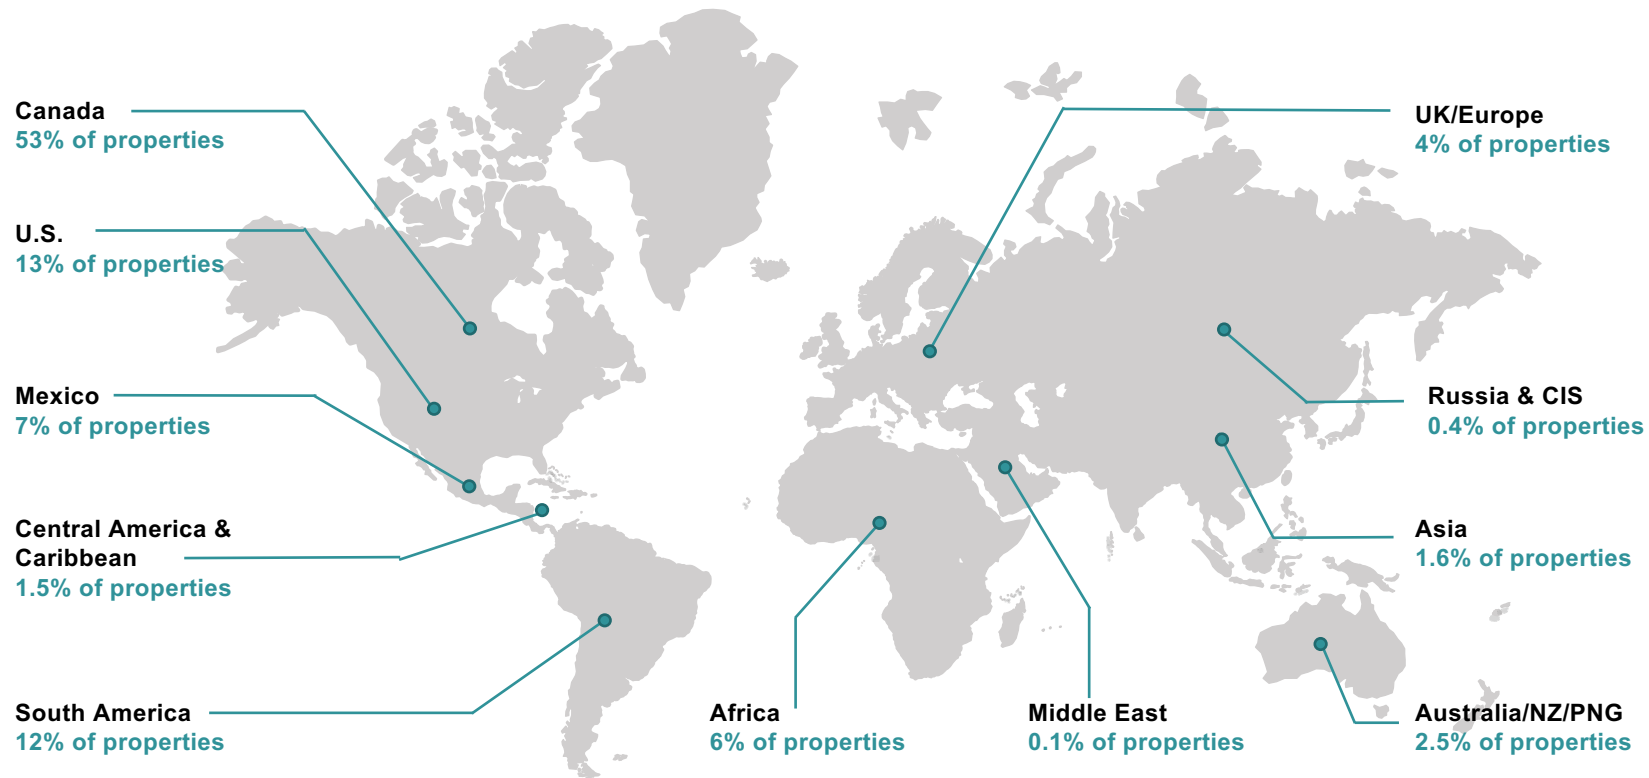 Canada
53% of properties
U.S.
13% of properties
Mexico
7% of properties
Central America &
Caribbean
1.5% of properties
South America
12% of properties
Africa
6% of properties
Middle East
0.1% of properties
UK/Europe
4% of properties
Russia & CIS
0.4% of properties
Asia
1.6% of properties
Australia/NZ/PNG
2.5% of properties